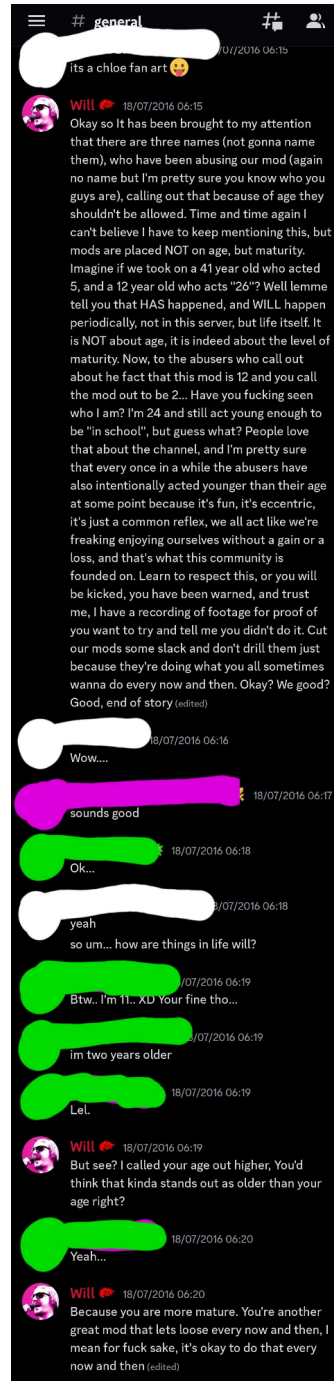 # general
/07/2016 06:15
its a chloe fan art 😛
Will 18/07/2016 06:15
Okay so It has been brought to my attention
that there are three names (not gonna name
them), who have been abusing our mod (again
no name but I'm pretty sure you know who you
guys are), calling out that because of age they
shouldn't be allowed. Time and time again I
can't believe I have to keep mentioning this, but
mods are placed NOT on age, but maturity.
Imagine if we took on a 41 year old who acted
5, and a 12 year old who acts "26"? Well lemme
tell you that HAS happened, and WILL happen
periodically, not in this server, but life itself. It
is NOT about age, it is indeed about the level of
maturity. Now, to the abusers who call out
about he fact that this mod is 12 and you call
the mod out to be 2... Have you fucking seen
who I am? I'm 24 and still act young enough to
be "in school", but guess what? People love
that about the channel, and I'm pretty sure
that every once in a while the abusers have
also intentionally acted younger than their age
at some point because it's fun, it's eccentric,
it's just a common reflex, we all act like we're
freaking enjoying ourselves without a gain or a
loss, and that's what this community is
founded on. Learn to respect this, or you will
be kicked, you have been warned, and trust
me, I have a recording of footage for proof of
you want to try and tell me you didn't do it. Cut
our mods some slack and don't drill them just
because they're doing what you all sometimes
wanna do every now and then. Okay? We good?
Good, end of story (edited)
18/07/2016 06:16
Wow....
18/07/2016 06:17
sounds good
18/07/2016 06:18
Ok...
/07/2016 06:18
yeah
so um... how are things in life will?
/07/2016 06:19
Btw.. I'm 11.. XD Your fine tho...
/07/2016 06:19
im two years older
18/07/2016 06:19
Lel.
Will 18/07/2016 06:19
But see? I called your age out higher, You'd
think that kinda stands out as older than your
age right?
18/07/2016 06:20
Yeah...
Will 18/07/2016 06:20
Because you are more mature. You're another
great mod that lets loose every now and then, I
mean for fuck sake, it's okay to do that every
now and then (edited)